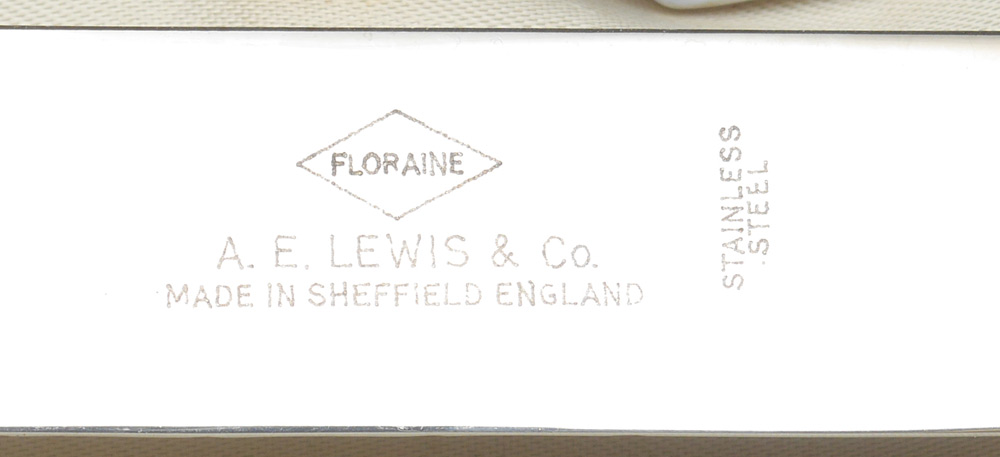 FLORAINE
A. E. LEWIS & Co.
MADE IN SHEFFIELD ENGLAND
STAINLESS
STEEL